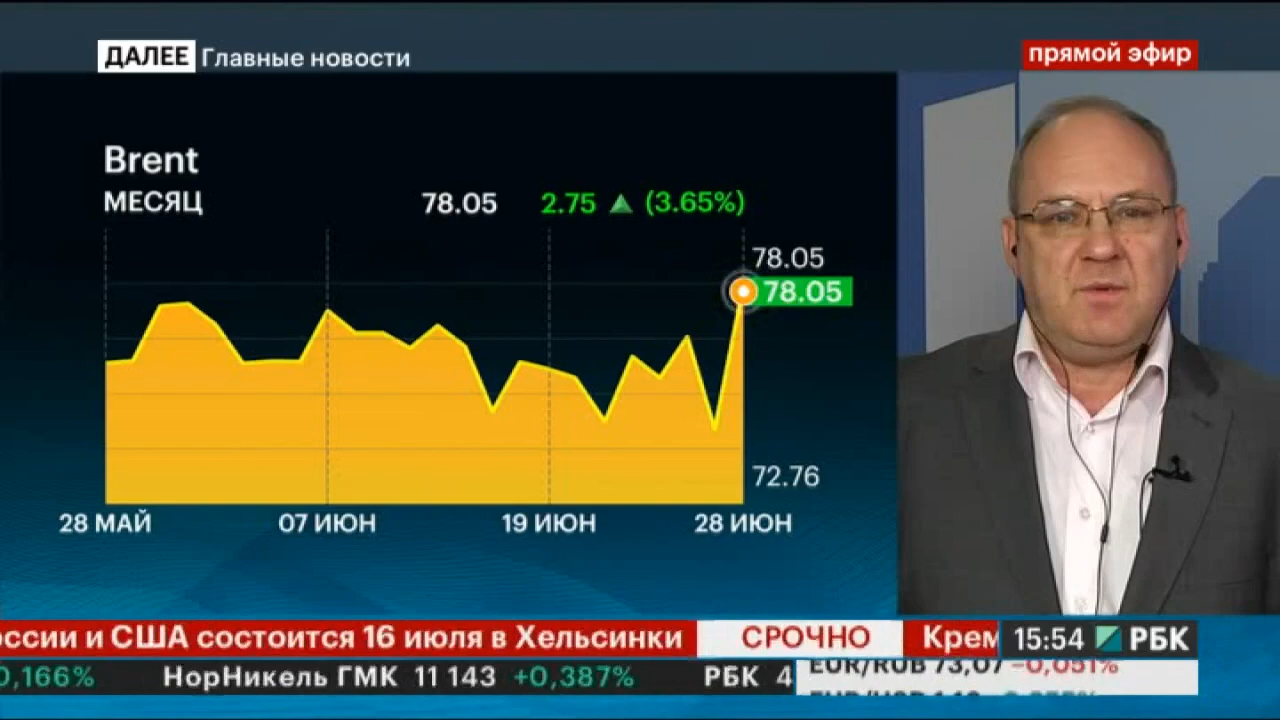 ДАЛЕЕ Главные новости
прямой эфир
Brent
МЕСЯЦ 78.05 2.75 ▲ (3.65%)
78.05
78.05
72.76
28 МАЙ 07 ИЮН 19 ИЮН 28 ИЮН
ссии и США состоится 16 июля в Хельсинки СРОЧНО Крем 15:54 РБК
0,166% НорНикель ГМК 11 143 +0,387% РБК 4
EUR/RUB 73,07 -0,051%